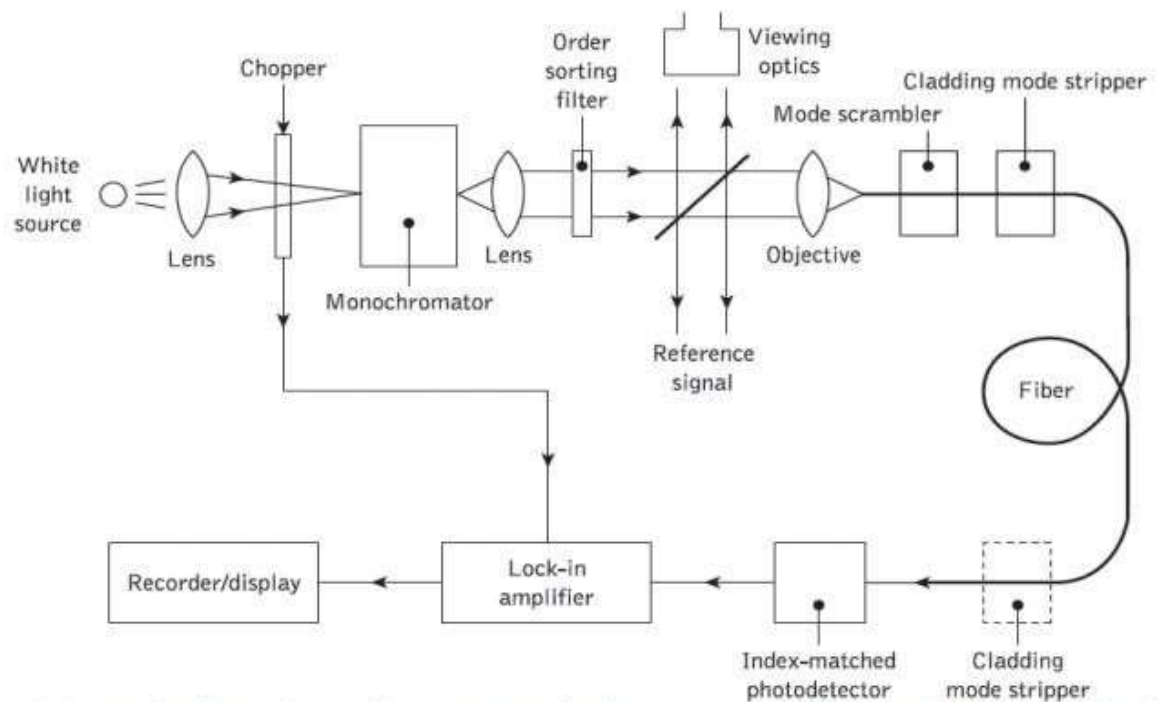 Chopper
White
light
source
Lens
Monochromator
Lens
Order
sorting
filter
Viewing
optics
Reference
signal
Objective
Mode scrambler
Cladding mode stripper
Fiber
Cladding
mode stripper
Index-matched
photodetector
Lock-in
amplifier
Recorder/display